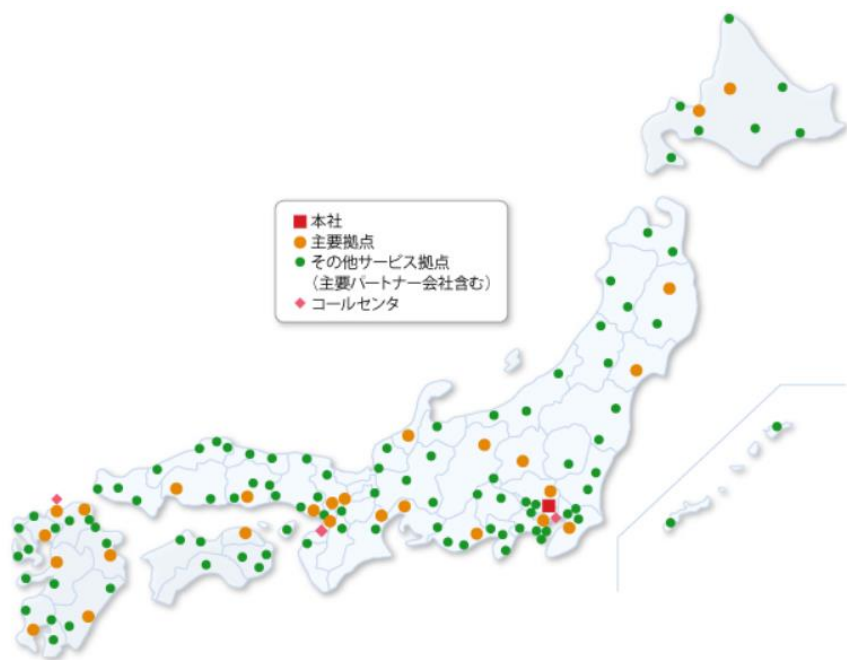 本社
主要拠点
その他サービス拠点
（主要パートナー会社含む）
コールセンタ